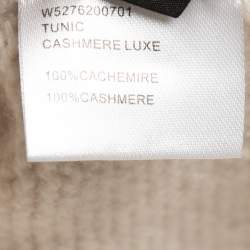 W5276200701
TUNIC
CASHMERE LUXE
100%CACHEMIRE
100%CASHMERE